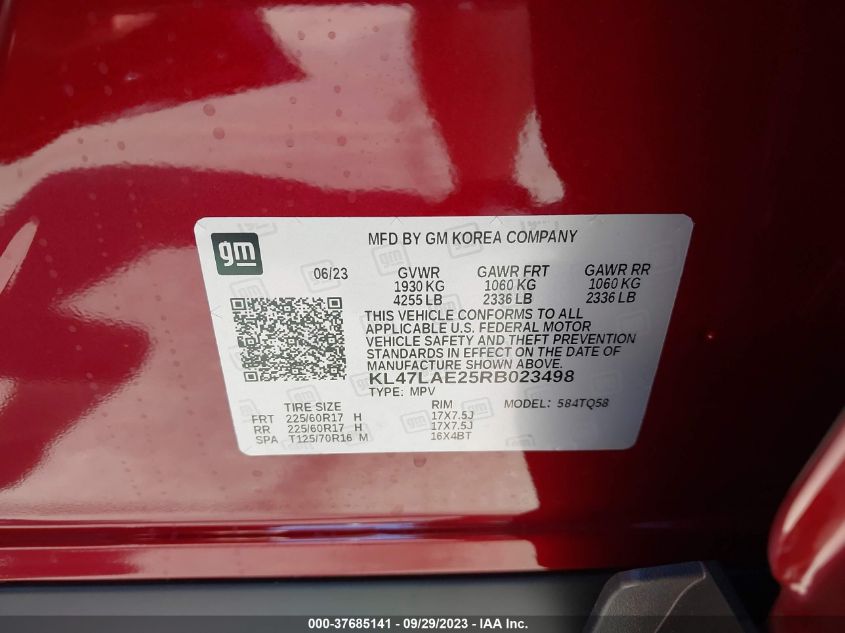 gm
MFD BY GM KOREA COMPANY
06/23 GVWR GAWR FRT GAWR RR
1930 KG 1060 KG 1060 KG
4255 LB 2336 LB 2336 LB
THIS VEHICLE CONFORMS TO ALL
APPLICABLE U.S. FEDERAL MOTOR
VEHICLE SAFETY AND THEFT PREVENTION
STANDARDS IN EFFECT ON THE DATE OF
MANUFACTURE SHOWN ABOVE.
KL47LAE25RB023498
TYPE: MPV
TIRE SIZE RIM MODEL: 584TQ58
FRT 225/60R17 H 17X7.5J
RR 225/60R17 H 17X7.5J
SPA T125/70R16 M 16X4BT
000-37685141 - 09/29/2023 - IAA Inc.